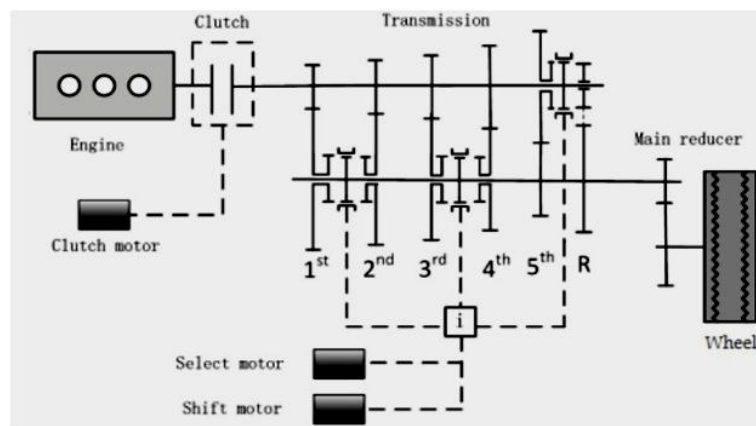 Clutch
Transmission
Engine
Main reducer
Clutch motor
1st 2nd 3rd 4th 5th R
i
Wheel
Select motor
Shift motor